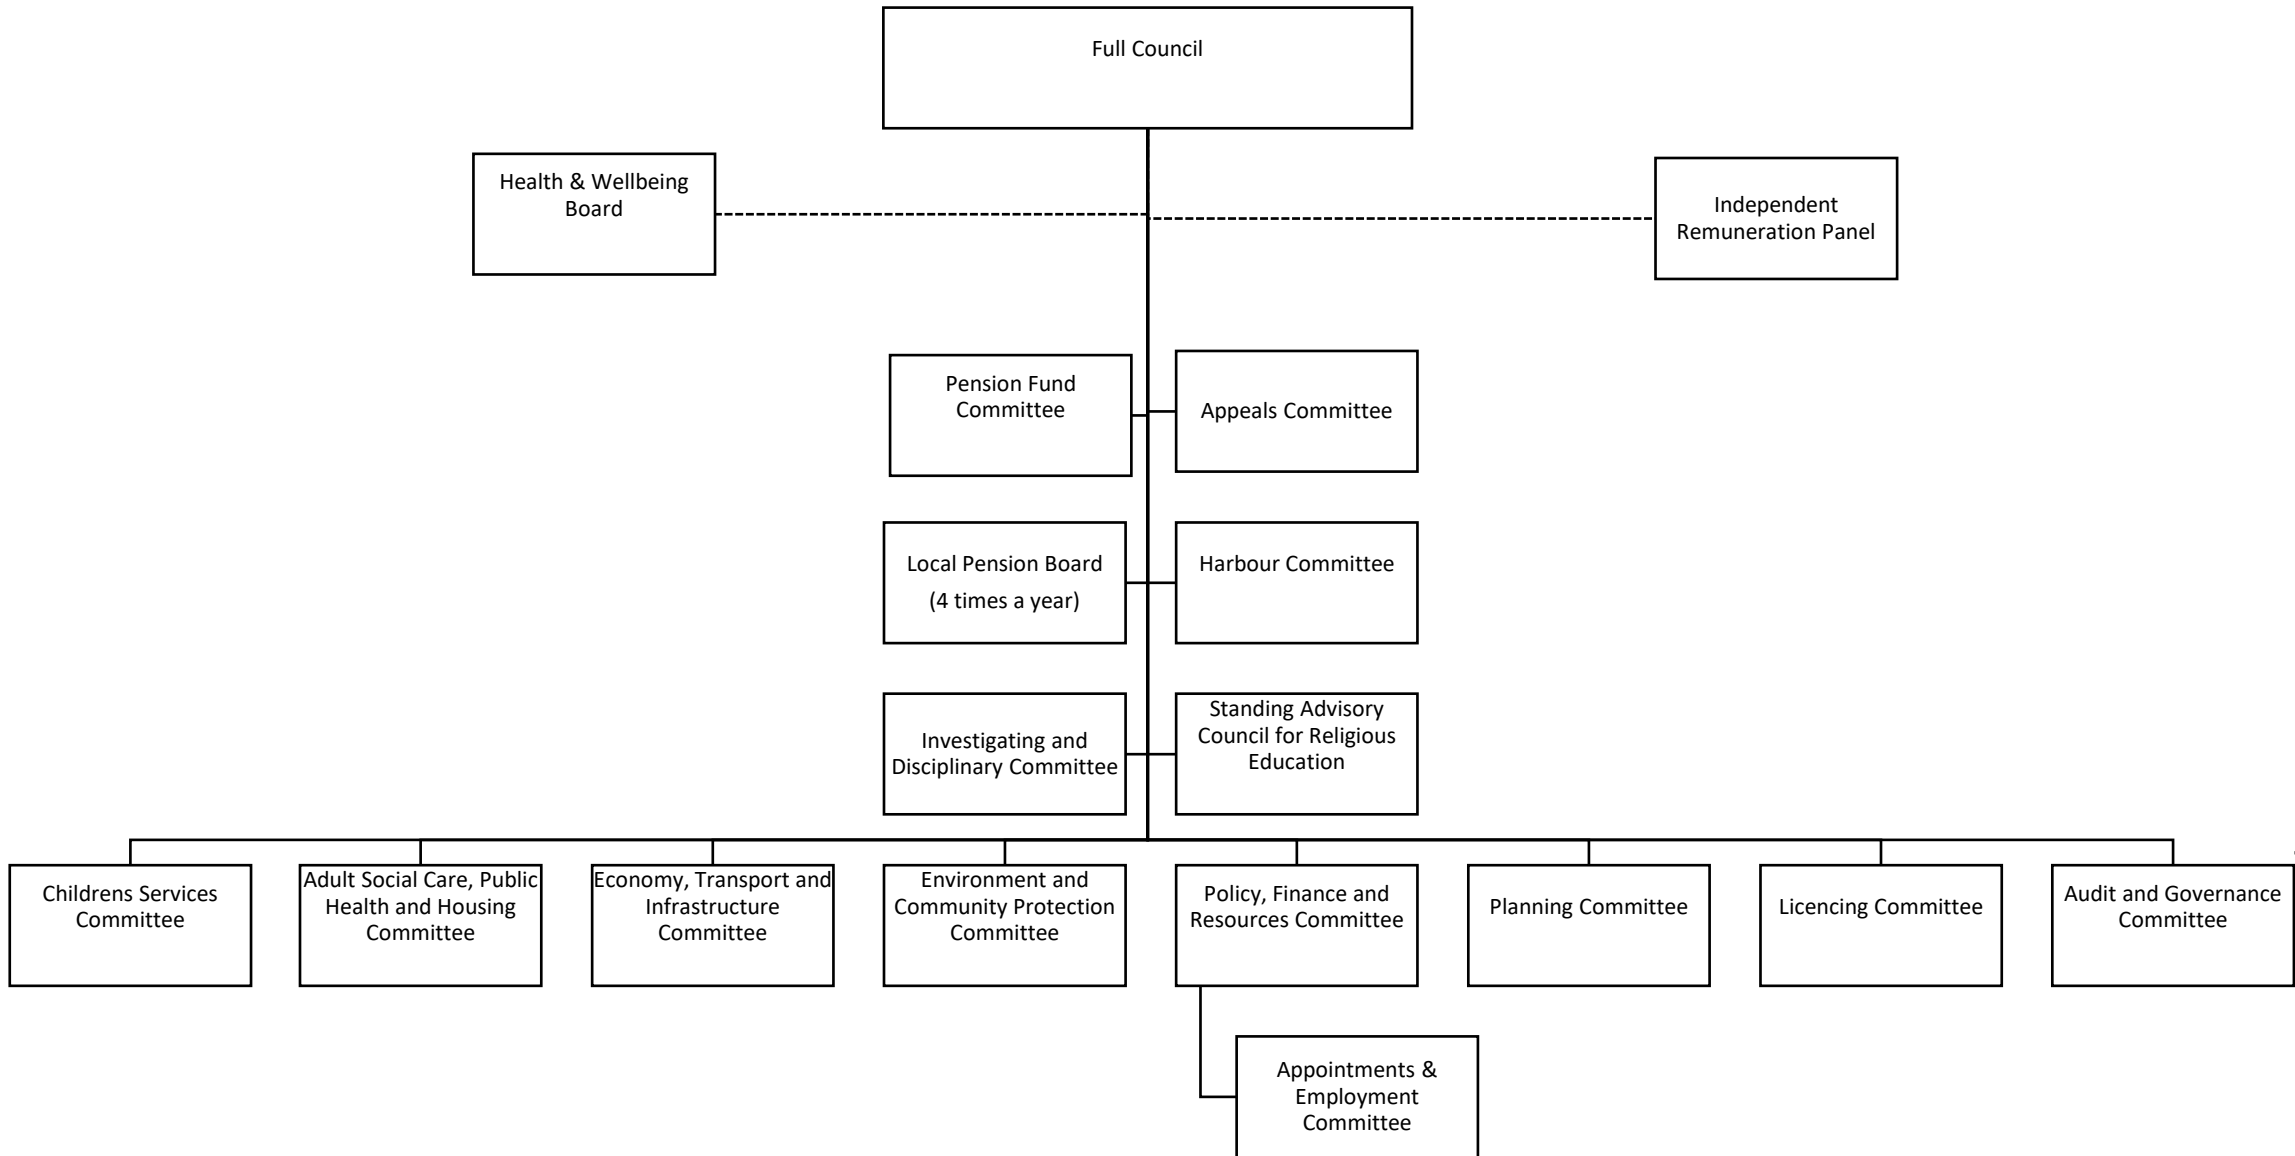 Full Council
Health & Wellbeing
Board
Independent
Remuneration Panel
Pension Fund
Committee
Appeals Committee
Local Pension Board
(4 times a year)
Harbour Committee
Investigating and
Disciplinary Committee
Standing Advisory
Council for Religious
Education
Childrens Services
Committee
Adult Social Care, Public
Health and Housing
Committee
Economy, Transport and
Infrastructure
Committee
Environment and
Community Protection
Committee
Policy, Finance and
Resources Committee
Planning Committee
Licencing Committee
Audit and Governance
Committee
Appointments &
Employment
Committee